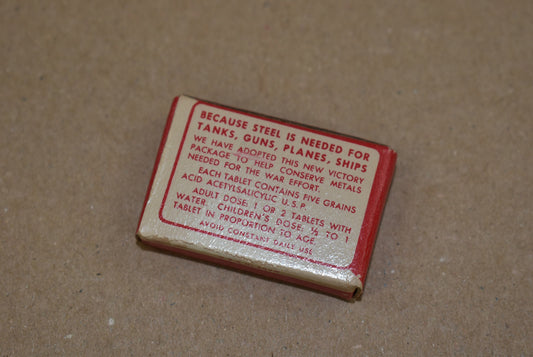 BECAUSE STEEL IS NEEDED FOR
TANKS, GUNS, PLANES, SHIPS
WE HAVE ADOPTED THIS NEW VICTORY
PACKAGE TO HELP CONSERVE METALS
NEEDED FOR THE WAR EFFORT.
EACH TABLET CONTAINS FIVE GRAINS
ACID ACETYLSALICYLIC U.S.P.
ADULT DOSE: 1 OR 2 TABLETS WITH
WATER. CHILDREN'S DOSE: ½ TO 1
TABLET IN PROPORTION TO AGE.
AVOID CONSTANT DAILY USE